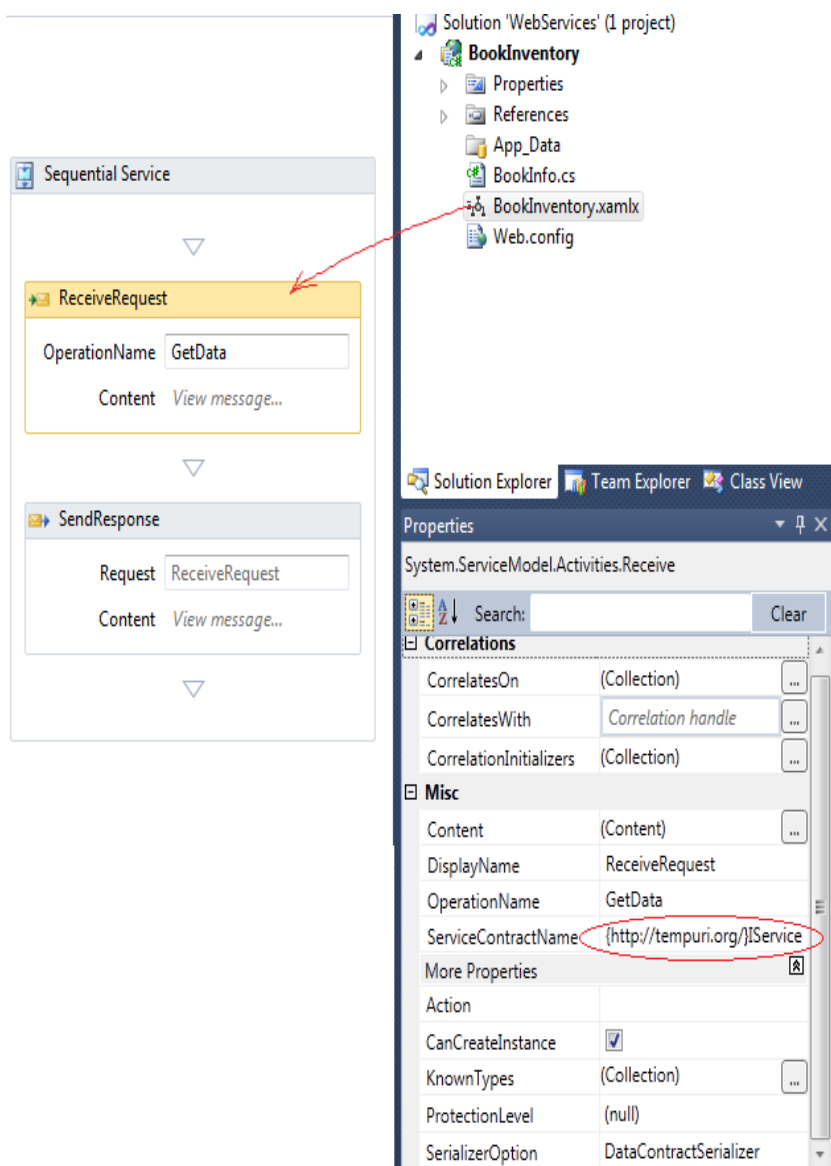 Sequential Service
ReceiveRequest
OperationName GetData
Content View message...
SendResponse
Request ReceiveRequest
Content View message...
Solution 'WebServices' (1 project)
BookInventory
Properties
References
App_Data
BookInfo.cs
BookInventory.xamlx
Web.config
Solution Explorer Team Explorer Class View
Properties
System.ServiceModel.Activities.Receive
Search: Clear
Correlations
CorrelatesOn (Collection) ...
CorrelatesWith Correlation handle ...
CorrelationInitializers (Collection) ...
Misc
Content (Content) ...
DisplayName ReceiveRequest
OperationName GetData
ServiceContractName {http://tempuri.org/}IService
More Properties
Action
CanCreateInstance
KnownTypes (Collection) ...
ProtectionLevel (null)
SerializerOption DataContractSerializer